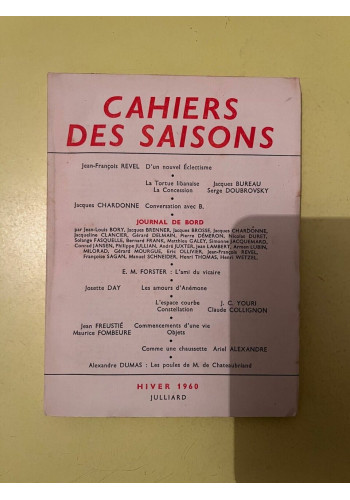 CAHIERS
DES SAISONS
Jean-François REVEL D'un nouvel Éclectisme
La Tortue libanaise Jacques BUREAU
La Concession Serge DOUBROVSKY
Jacques CHARDONNE Conversation avec B.
JOURNAL DE BORD
par Jean-Louis BORY, Jacques BRENNER, Jacques BROSSE, Jacques CHARDONNE,
Jacqueline CLANCIER, Gérard DELMAIN, Pierre DÉMERON, Nicolas DURET,
Solange FASQUELLE, Bernard FRANK, Matthieu GALEY, Simonne JACQUEMARD,
Conrad JANSEN, Philippe JULLIAN, André JUXTER, Jean LAMBERT, Arman LUBIN,
MILORAD, Gérard MOURGUE, Eric OLLIVIER, Jean-François REVEL,
Françoise SAGAN, Marcel SCHNEIDER, Henri THOMAS, Henri WETZEL.
E. M. FORSTER : L'ami du vicaire
Josette DAY Les amours d'Anémone
L'espace courbe J. C. YOURI
Constellation Claude COLLIGNON
Jean FREUSTIÉ Commencements d'une vie
Maurice FOMBEURE Objets
Comme une chaussette Ariel ALEXANDRE
Alexandre DUMAS : Les poules de M. de Chateaubriand
HIVER 1960
JULLIARD